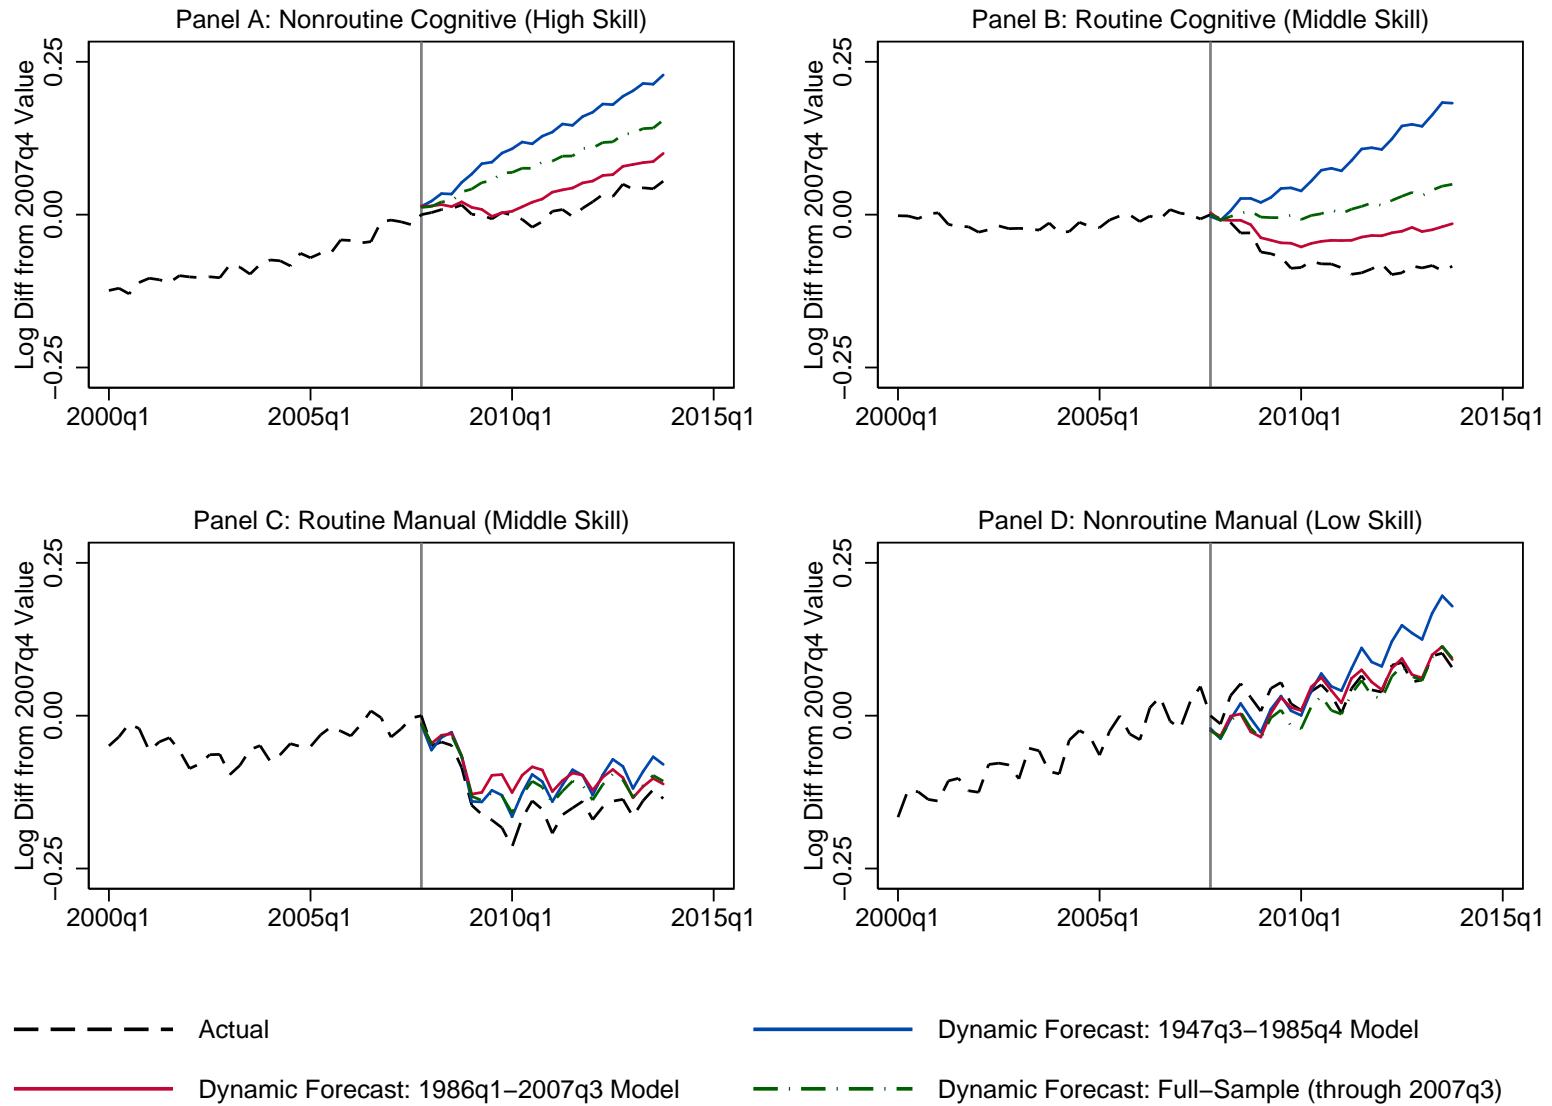 Panel A: Nonroutine Cognitive (High Skill)
Log Diff from 2007q4 Value
0.25
0.00
−0.25
2000q1 2005q1 2010q1 2015q1
Panel B: Routine Cognitive (Middle Skill)
Log Diff from 2007q4 Value
0.25
0.00
−0.25
2000q1 2005q1 2010q1 2015q1
Panel C: Routine Manual (Middle Skill)
Log Diff from 2007q4 Value
0.25
0.00
−0.25
2000q1 2005q1 2010q1 2015q1
Panel D: Nonroutine Manual (Low Skill)
Log Diff from 2007q4 Value
0.25
0.00
−0.25
2000q1 2005q1 2010q1 2015q1
Actual
Dynamic Forecast: 1947q3−1985q4 Model
Dynamic Forecast: 1986q1−2007q3 Model
Dynamic Forecast: Full−Sample (through 2007q3)